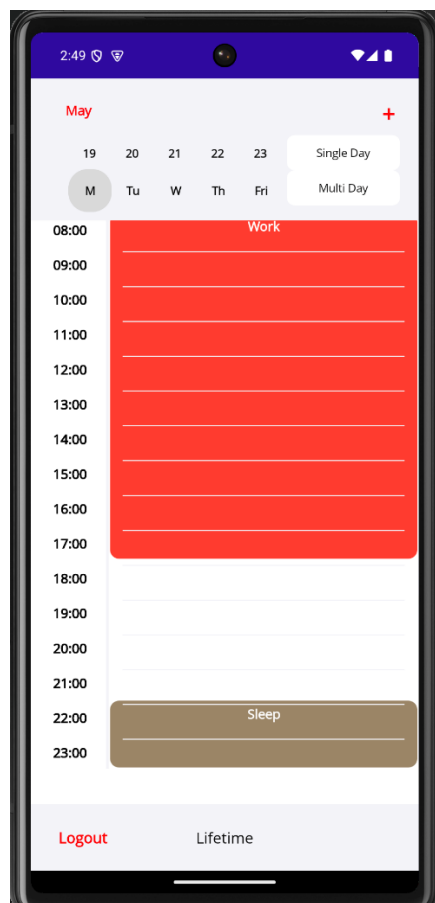 2:49
May +
19 20 21 22 23 Single Day
M Tu W Th Fri Multi Day
08:00 Work
09:00
10:00
11:00
12:00
13:00
14:00
15:00
16:00
17:00
18:00
19:00
20:00
21:00
22:00 Sleep
23:00
Logout Lifetime